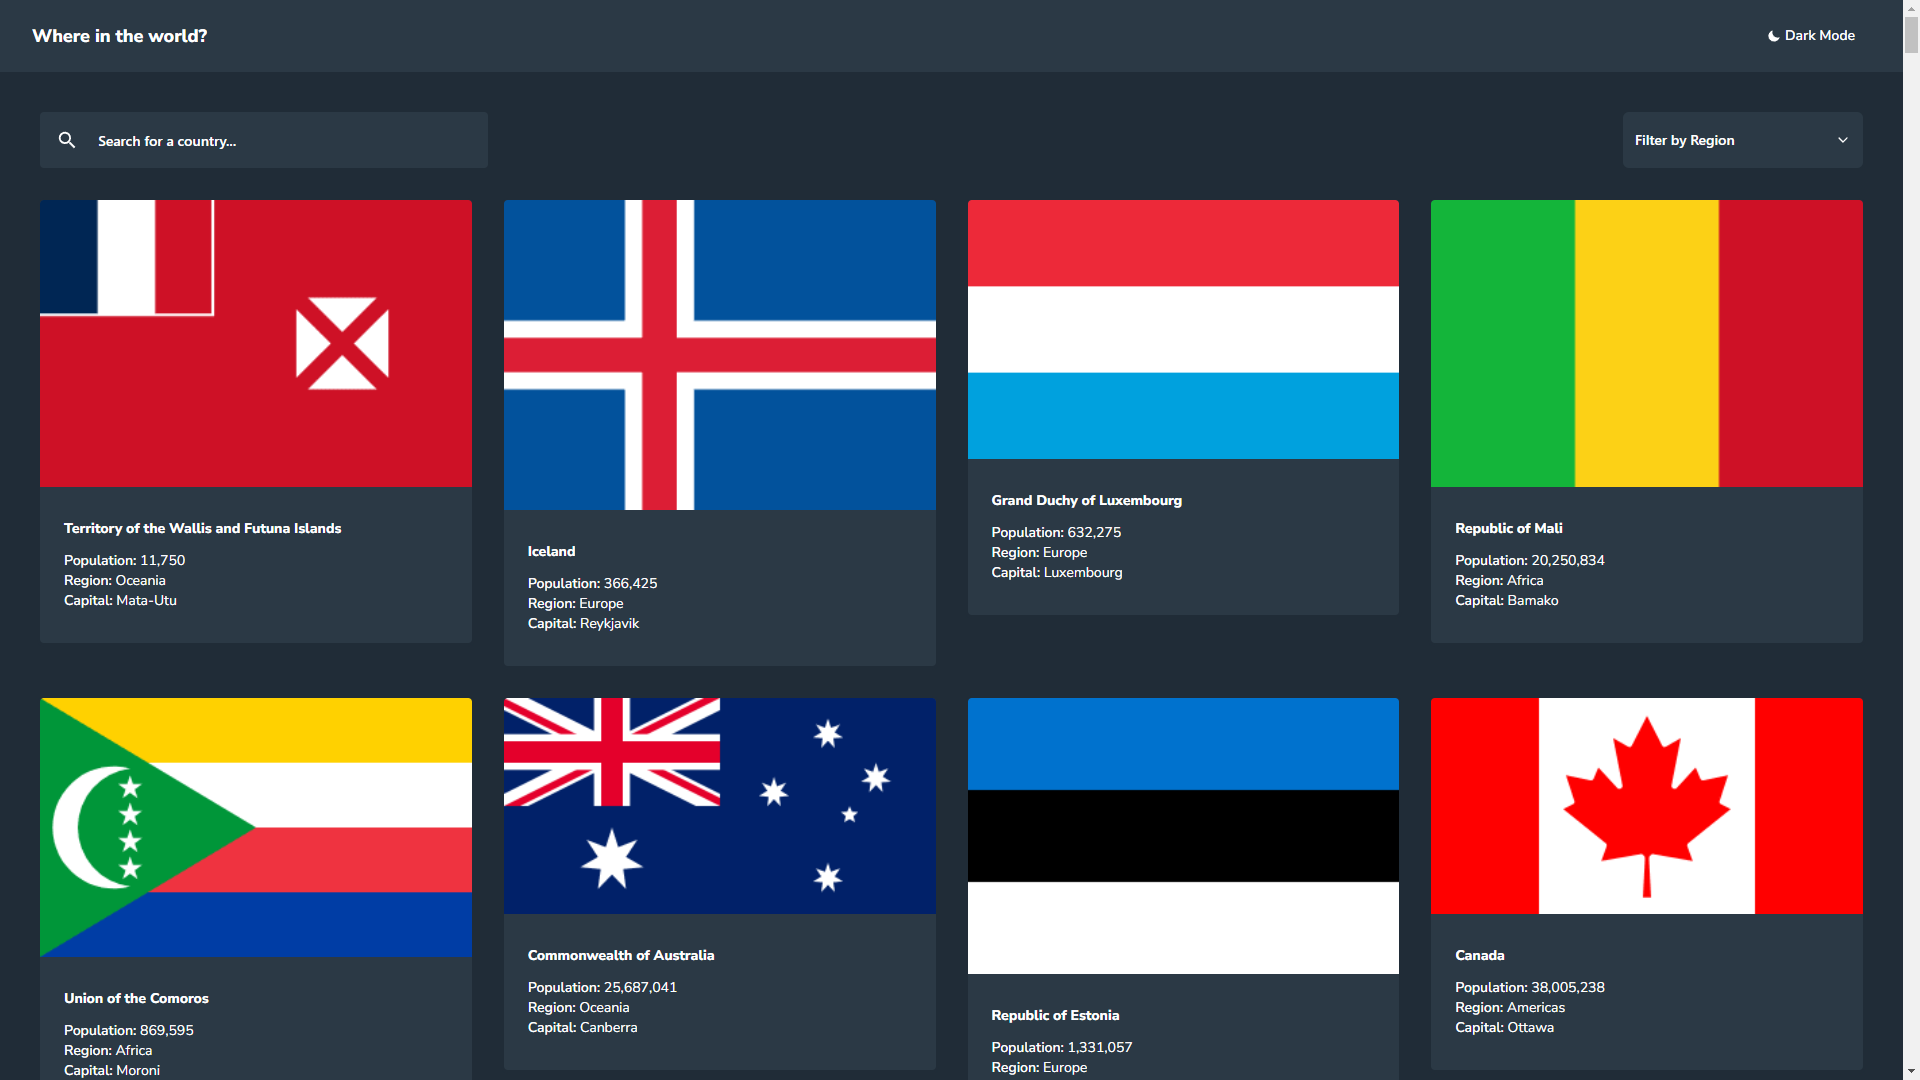 Where in the world?
Dark Mode
Search for a country...
Filter by Region
Territory of the Wallis and Futuna Islands
Population: 11,750
Region: Oceania
Capital: Mata-Utu
Iceland
Population: 366,425
Region: Europe
Capital: Reykjavik
Grand Duchy of Luxembourg
Population: 632,275
Region: Europe
Capital: Luxembourg
Republic of Mali
Population: 20,250,834
Region: Africa
Capital: Bamako
Union of the Comoros
Population: 869,595
Region: Africa
Capital: Moroni
Commonwealth of Australia
Population: 25,687,041
Region: Oceania
Capital: Canberra
Republic of Estonia
Population: 1,331,057
Region: Europe
Canada
Population: 38,005,238
Region: Americas
Capital: Ottawa